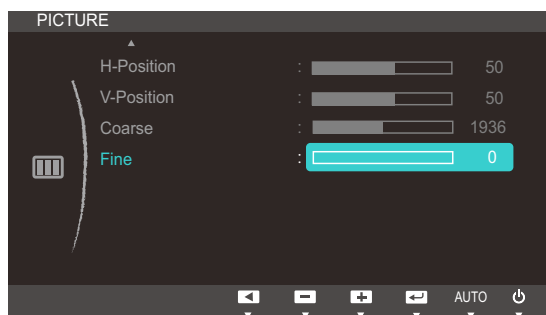 PICTURE
H-Position : 50
V-Position : 50
Coarse : 1936
Fine : 0
AUTO